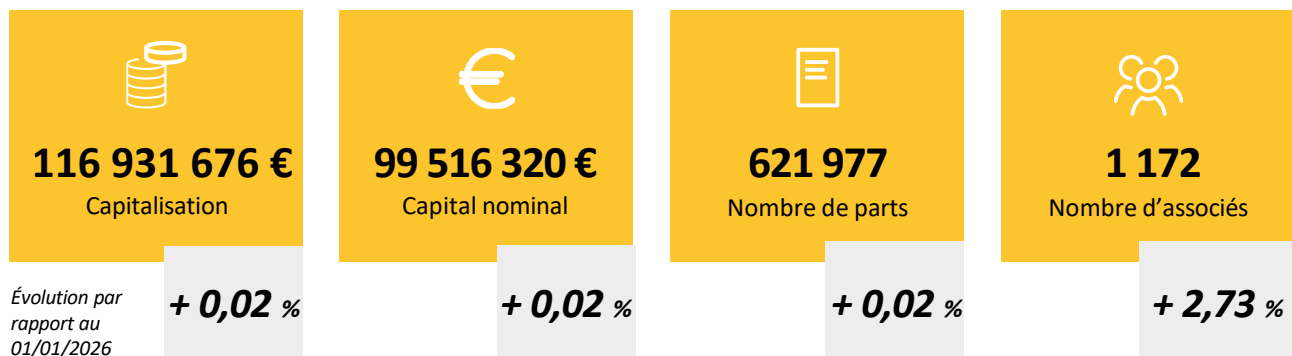 116 931 676 €
Capitalisation
99 516 320 €
Capital nominal
621 977
Nombre de parts
1 172
Nombre d’associés
Évolution par
rapport au
01/01/2026
+ 0,02 %
+ 0,02 %
+ 0,02 %
+ 2,73 %